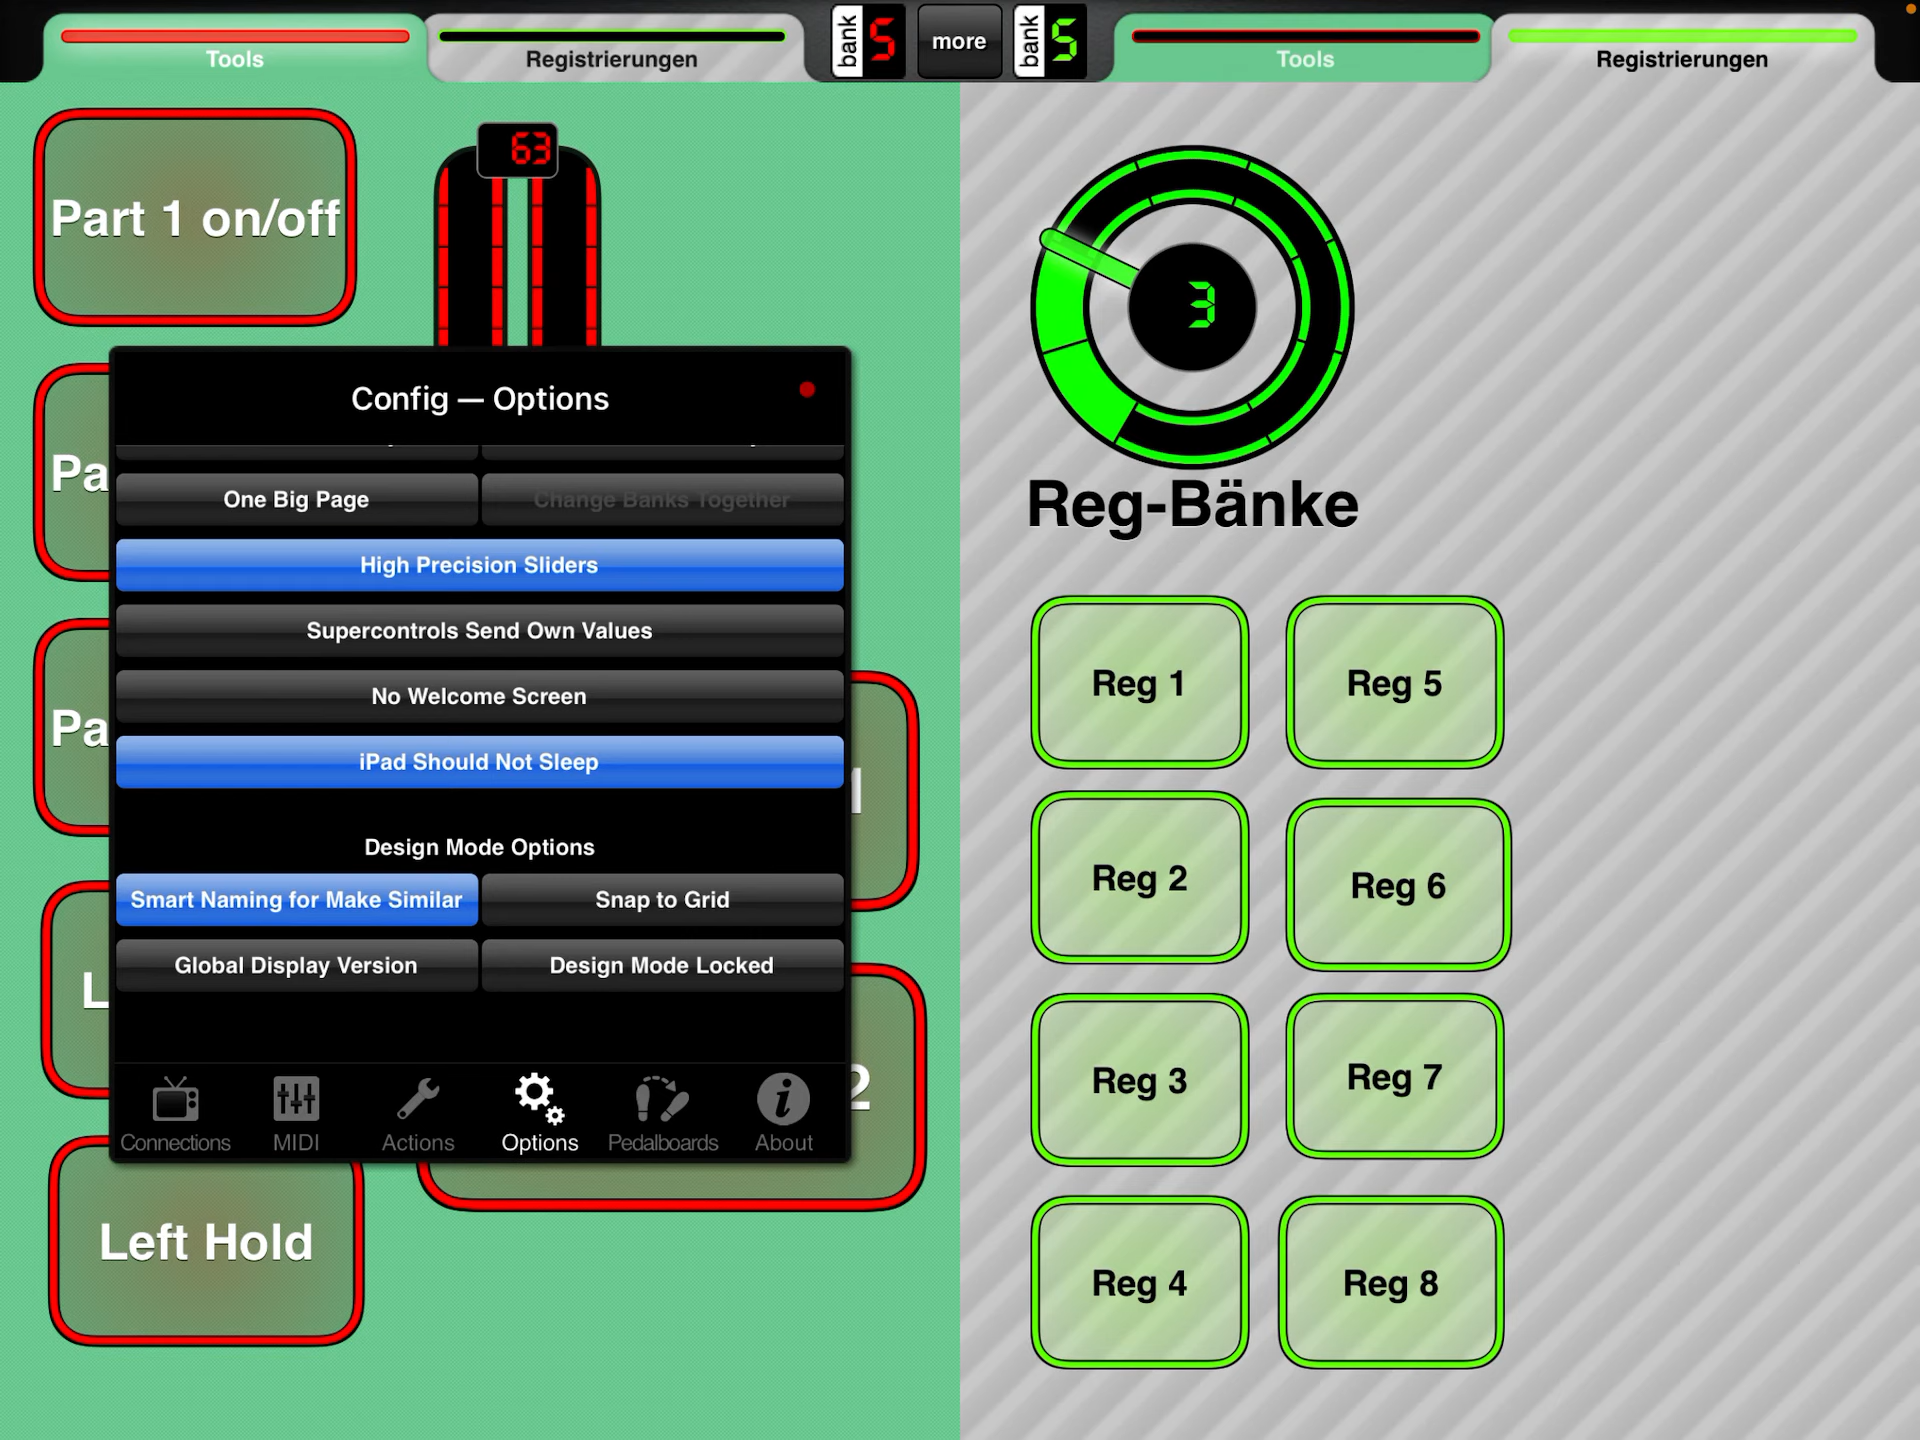 Tools
Registrierungen
bank 5
more
bank 5
Tools
Registrierungen
Part 1 on/off
63
Pa
Pa
L
Left Hold
2
Config — Options
One Big Page
Change Banks Together
High Precision Sliders
Supercontrols Send Own Values
No Welcome Screen
iPad Should Not Sleep
Design Mode Options
Smart Naming for Make Similar
Snap to Grid
Global Display Version
Design Mode Locked
Connections
MIDI
Actions
Options
Pedalboards
About
3
Reg-Bänke
Reg 1
Reg 5
Reg 2
Reg 6
Reg 3
Reg 7
Reg 4
Reg 8